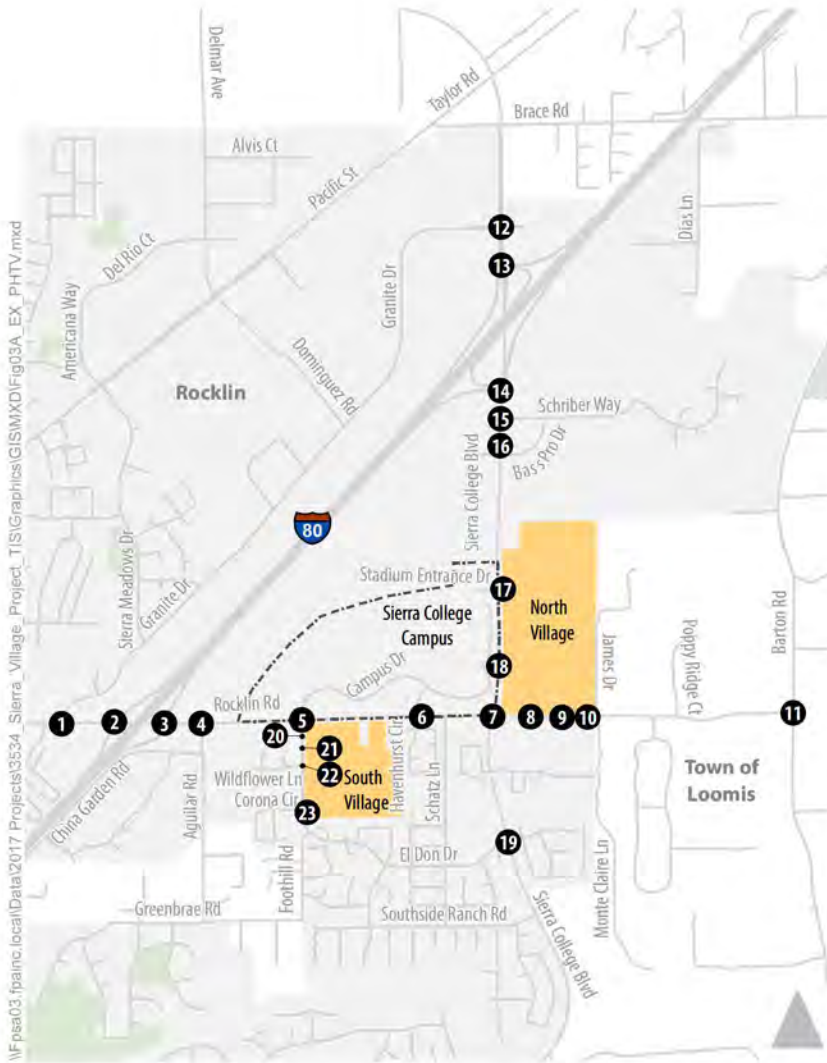 \\Fpsa03.fpainc.local\Data\2017 Projects\3534_Sierra_Village_Project_TIS\Graphics\GIS\MXD\Fig03A_EX_PHTV.mxd
Delmar Ave
Taylor Rd
Brace Rd
Alvis Ct
Pacific St
Dias Ln
12
Del Rio Ct
13
Granite Dr
Americana Way
Dominguez Rd
Rocklin
14
Schriber Way
15
16
Bass Pro Dr
Sierra College Blvd
80
Sierra Meadows Dr
Granite Dr
Stadium Entrance Dr
17
North
Village
Sierra College
Campus
James Dr
Poppy Ridge Ct
Barton Rd
18
Campus Dr
Rocklin Rd
1
2
3
4
5
6
7
8
9
10
11
20
21
22
China Garden Rd
Aguilar Rd
Wildflower Ln
Corona Cir
South
Village
Havenhurst Cir
Schatz Ln
Town of
Loomis
23
19
El Don Dr
Foothill Rd
Monte Claire Ln
Greenbrae Rd
Southside Ranch Rd
Sierra College Blvd